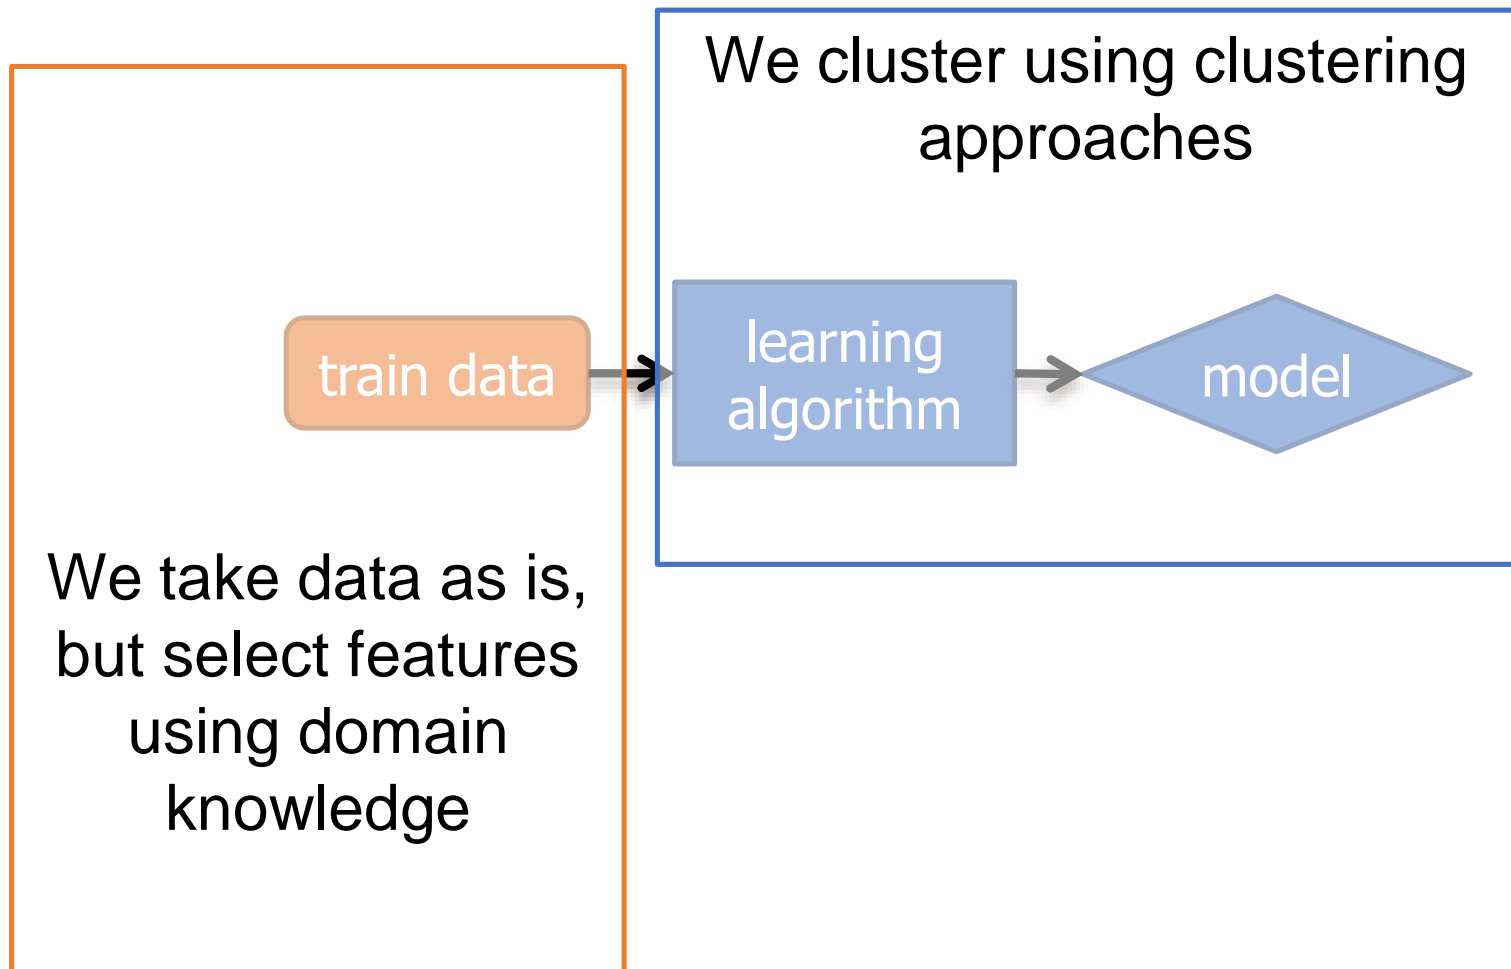 We cluster using clustering
approaches
train data
learning
algorithm
model
We take data as is,
but select features
using domain
knowledge